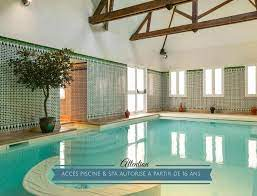 Attention
ACCÈS PISCINE & SPA AUTORISÉ À PARTIR DE 16 ANS